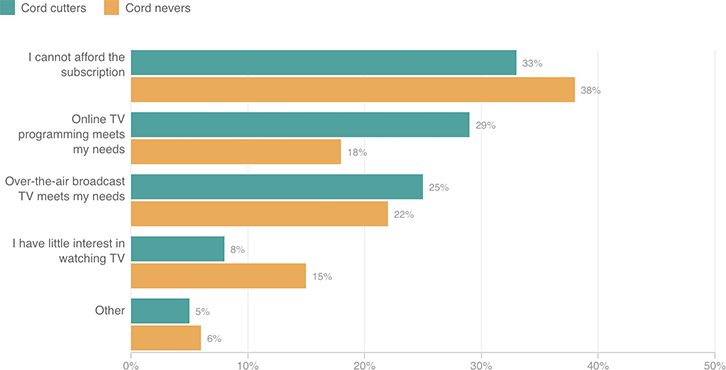 Cord cutters
Cord nevers
I cannot afford the
subscription
33%
38%
Online TV
programming meets
my needs
29%
18%
Over-the-air broadcast
TV meets my needs
25%
22%
I have little interest in
watching TV
8%
15%
Other
5%
6%
0%
10%
20%
30%
40%
50%